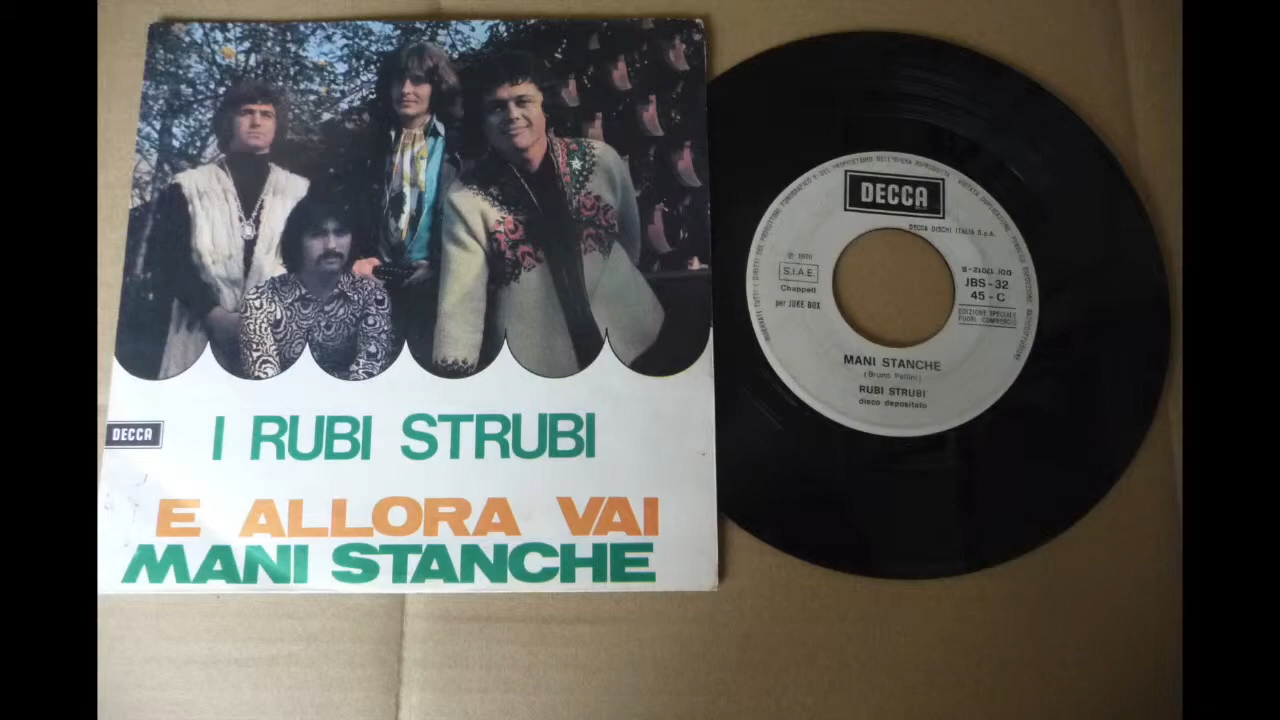 DECCA
I RUBI STRUBI
E ALLORA VAI
MANI STANCHE
DECCA
DECCA DISCHI ITALIA S.p.A.
℗ 1970
S.I.A.E.
Chappell
per JUKE BOX
JBS - 32
45 - C
EDIZIONE SPECIALE
FUORI COMMERCIO
MANI STANCHE
(Bruno Pallini)
RUBI STRUBI
disco depositato